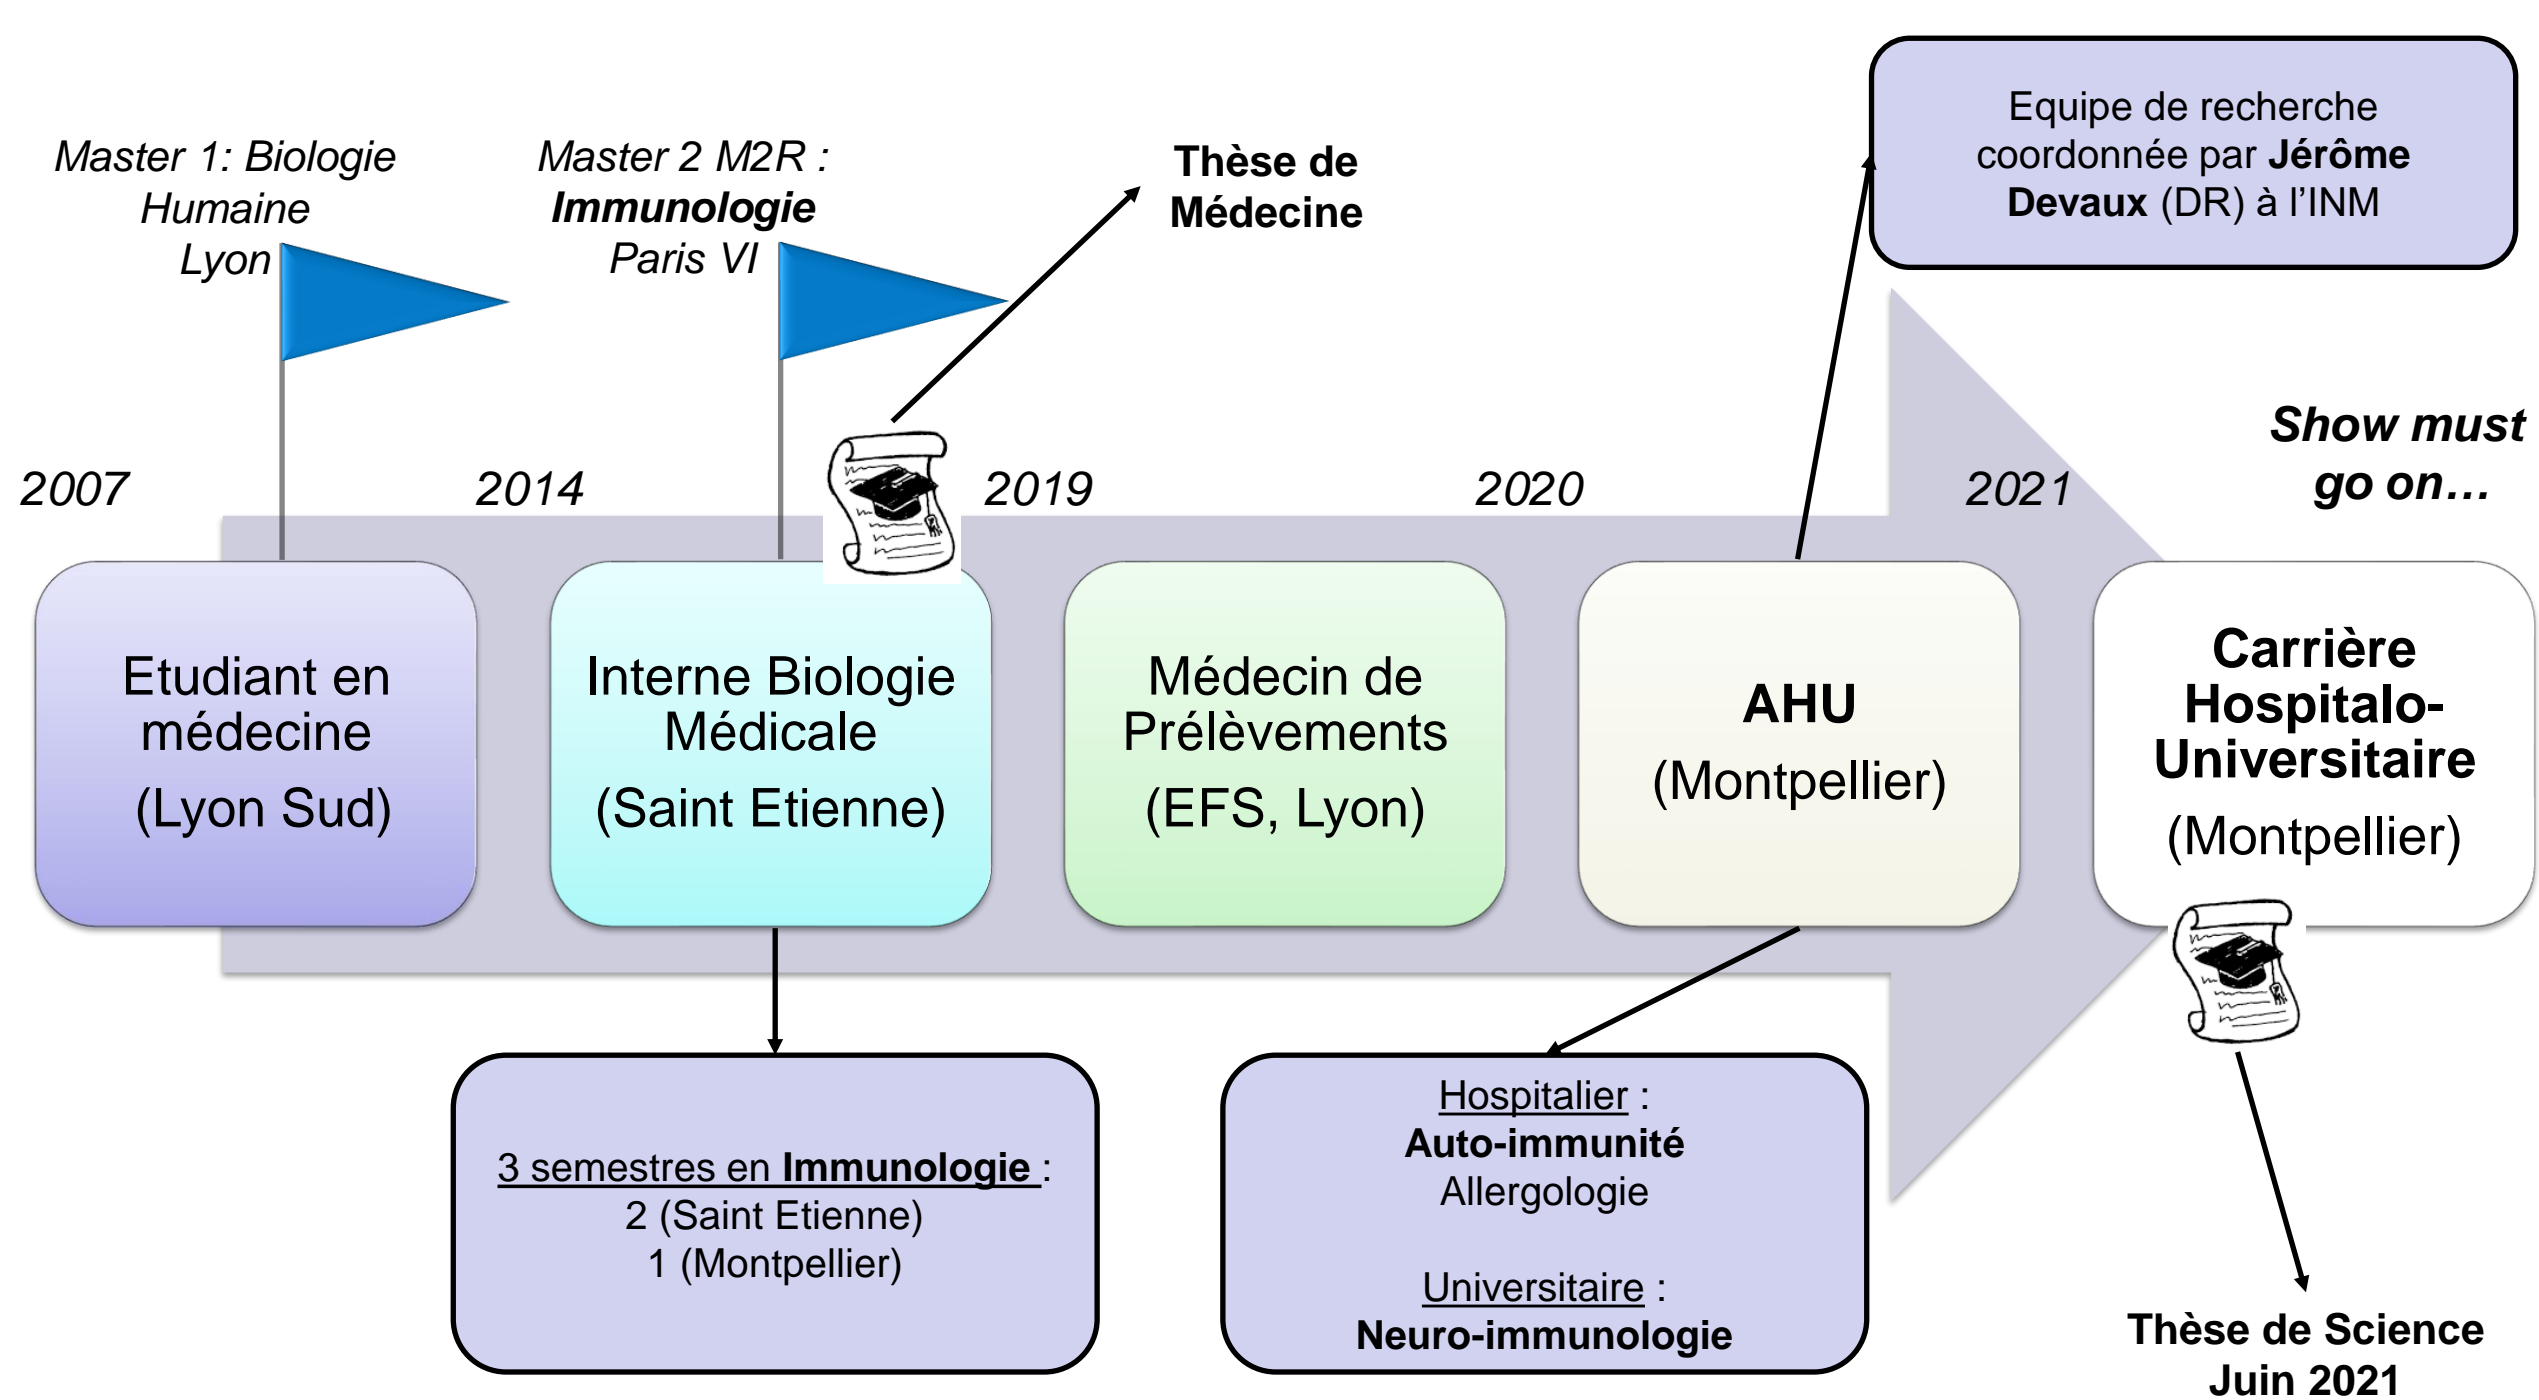 Master 1: Biologie
Humaine
Lyon
Master 2 M2R :
Immunologie
Paris VI
Thèse de
Médecine
Equipe de recherche
coordonnée par Jérôme
Devaux (DR) à l’INM
2007
2014
2019
2020
2021
Show must
go on…
Etudiant en
médecine
(Lyon Sud)
Interne Biologie
Médicale
(Saint Etienne)
Médecin de
Prélèvements
(EFS, Lyon)
AHU
(Montpellier)
Carrière
Hospitalo-
Universitaire
(Montpellier)
3 semestres en Immunologie :
2 (Saint Etienne)
1 (Montpellier)
Hospitalier :
Auto-immunité
Allergologie
Universitaire :
Neuro-immunologie
Thèse de Science
Juin 2021